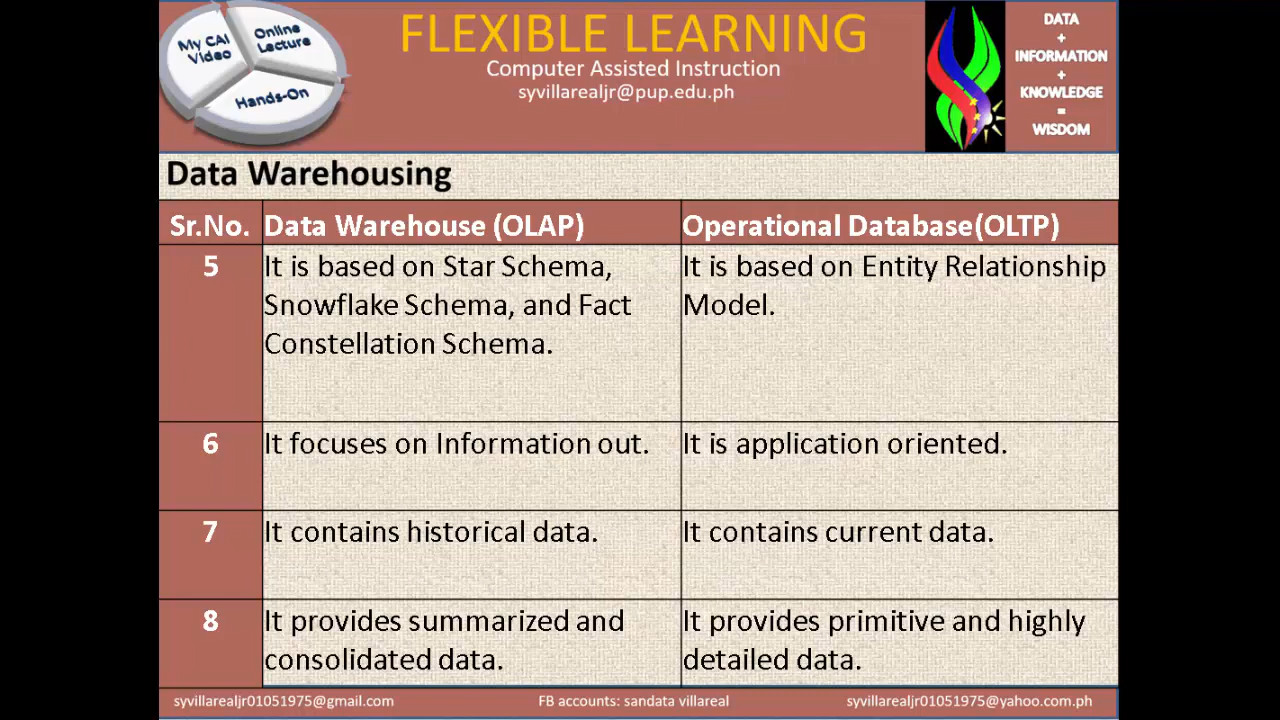 My CAI
Video
Online
Lecture
Hands-On
FLEXIBLE LEARNING
Computer Assisted Instruction
syvillarealjr@pup.edu.ph
DATA
+
INFORMATION
+
KNOWLEDGE
=
WISDOM
Data Warehousing
Sr.No. Data Warehouse (OLAP) Operational Database(OLTP)
5 It is based on Star Schema, It is based on Entity Relationship
Snowflake Schema, and Fact Model.
Constellation Schema.
6 It focuses on Information out. It is application oriented.
7 It contains historical data. It contains current data.
8 It provides summarized and It provides primitive and highly
consolidated data. detailed data.
syvillarealjr01051975@gmail.com FB accounts: sandata villareal syvillarealjr01051975@yahoo.com.ph